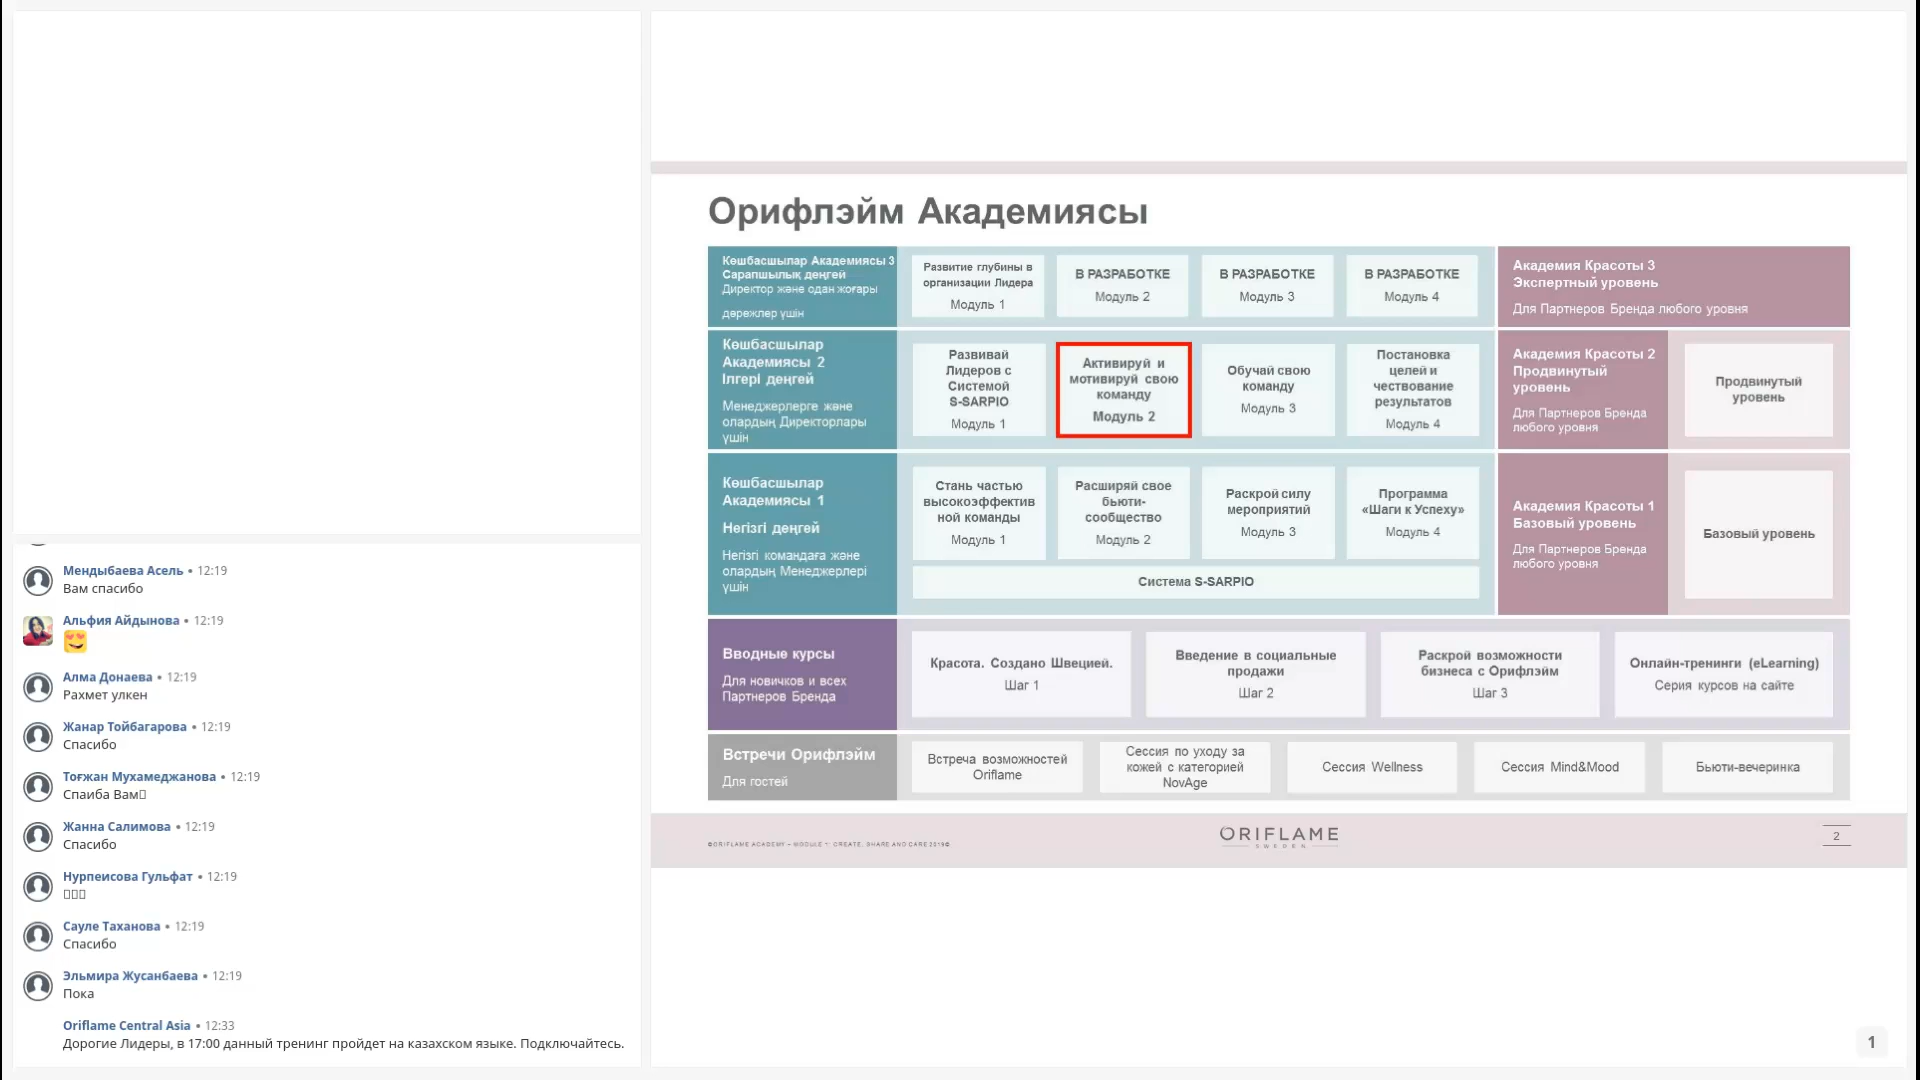 Мендыбаева Асель • 12:19
Вам спасибо
Альфия Айдынова • 12:19
Алма Донаева • 12:19
Рахмет улкен
Жанар Тойбагарова • 12:19
Спасибо
Тоғжан Мухамеджанова • 12:19
Спаиба Вам
Жанна Салимова • 12:19
Спасибо
Нурпеисова Гульфат • 12:19
Сауле Таханова • 12:19
Спасибо
Эльмира Жусанбаева • 12:19
Пока
Oriflame Central Asia • 12:33
Дорогие Лидеры, в 17:00 данный тренинг пройдет на казахском языке. Подключайтесь.
Орифлэйм Академиясы
Көшбасшылар Академиясы 3
Сарапшылық деңгей
Директор және одан жоғары
дәрежлер үшін
Развитие глубины в
организации Лидера
Модуль 1
В РАЗРАБОТКЕ
Модуль 2
В РАЗРАБОТКЕ
Модуль 3
В РАЗРАБОТКЕ
Модуль 4
Академия Красоты 3
Экспертный уровень
Для Партнеров Бренда любого уровня
Көшбасшылар
Академиясы 2
Ілгері деңгей
Менеджерлерге және
олардың Директорлары
үшін
Развивай
Лидеров с
Системой
S-SARPIO
Модуль 1
Активируй и
мотивируй свою
команду
Модуль 2
Обучай свою
команду
Модуль 3
Постановка
целей и
чествование
результатов
Модуль 4
Академия Красоты 2
Продвинутый
уровень
Для Партнеров Бренда
любого уровня
Продвинутый
уровень
Көшбасшылар
Академиясы 1
Негізгі деңгей
Негізгі командаға және
олардың Менеджерлері
үшін
Стань частью
высокоэффектив
ной команды
Модуль 1
Расширяй свое
бьюти-
сообщество
Модуль 2
Раскрой силу
мероприятий
Модуль 3
Программа
«Шаги к Успеху»
Модуль 4
Система S-SARPIO
Академия Красоты 1
Базовый уровень
Для Партнеров Бренда
любого уровня
Базовый уровень
Вводные курсы
Для новичков и всех
Партнеров Бренда
Красота. Создано Швецией.
Шаг 1
Введение в социальные
продажи
Шаг 2
Раскрой возможности
бизнеса с Орифлэйм
Шаг 3
Онлайн-тренинги (eLearning)
Серия курсов на сайте
Встречи Орифлэйм
Для гостей
Встреча возможностей
Oriflame
Сессия по уходу за
кожей с категорией
NovAge
Сессия Wellness
Сессия Mind&Mood
Бьюти-вечеринка
©ORIFLAME ACADEMY – MODULE 1: CREATE, SHARE AND CARE 2019©
ORIFLAME
SWEDEN
2
1